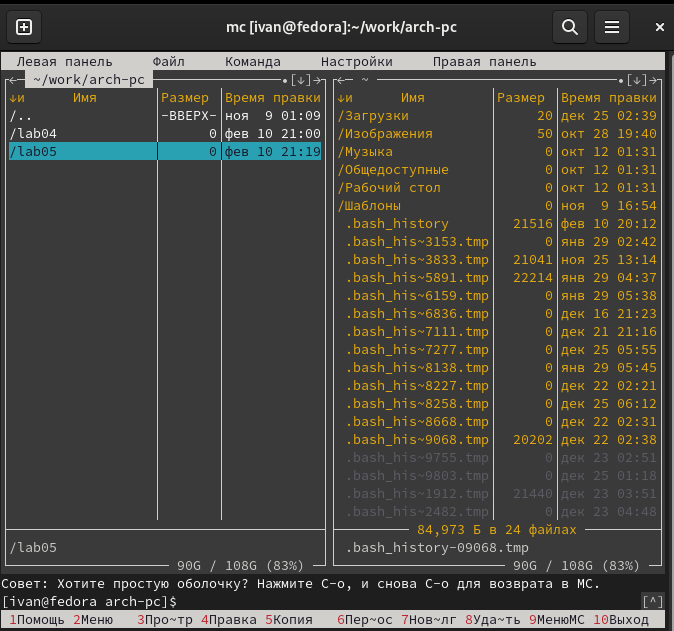 mc [ivan@fedora]:~/work/arch-pc
Левая панель Файл Команда Настройки Правая панель
~/work/arch-pc [↓] ~ [↓]
↓и Имя Размер Время правки ↓и Имя Размер Время правки
/.. -ВВЕРХ- ноя 9 01:09 /Загрузки 20 дек 25 02:39
/lab04 0 фев 10 21:00 /Изображения 50 окт 28 19:40
/lab05 0 фев 10 21:19 /Музыка 0 окт 12 01:31
/Общедоступные 0 окт 12 01:31
/Рабочий стол 0 окт 12 01:31
/Шаблоны 0 ноя 9 16:54
.bash_history 21516 фев 10 20:12
.bash_his~3153.tmp 0 янв 29 02:42
.bash_his~3833.tmp 21041 ноя 25 13:14
.bash_his~5891.tmp 22214 янв 29 04:37
.bash_his~6159.tmp 0 янв 29 05:38
.bash_his~6836.tmp 0 дек 16 21:23
.bash_his~7111.tmp 0 дек 21 21:16
.bash_his~7277.tmp 0 дек 25 05:55
.bash_his~8138.tmp 0 янв 29 05:45
.bash_his~8227.tmp 0 дек 22 02:21
.bash_his~8258.tmp 0 дек 25 06:12
.bash_his~8668.tmp 0 дек 22 02:31
.bash_his~9068.tmp 20202 дек 22 02:38
.bash_his~9755.tmp 0 дек 23 02:51
.bash_his~9803.tmp 0 дек 25 01:18
.bash_his~1912.tmp 21440 дек 23 03:51
.bash_his~2482.tmp 0 дек 23 04:48
84,973 Б в 24 файлах
/lab05 .bash_history-09068.tmp
90G / 108G (83%) 90G / 108G (83%)
Совет: Хотите простую оболочку? Нажмите C-o, и снова C-o для возврата в MC.
[ivan@fedora arch-pc]$ [^]
1Помощь 2Меню 3Про~тр 4Правка 5Копия 6Пер~ос 7Нов~лг 8Уда~ть 9МенюМС 10Выход